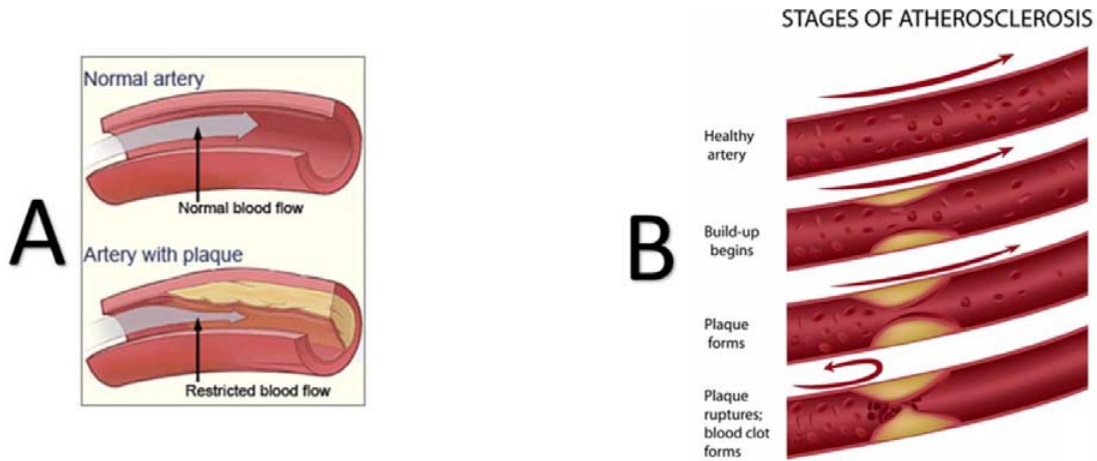 A
Normal artery
Normal blood flow
Artery with plaque
Restricted blood flow
B
STAGES OF ATHEROSCLEROSIS
Healthy
artery
Build-up
begins
Plaque
forms
Plaque
ruptures;
blood clot
forms